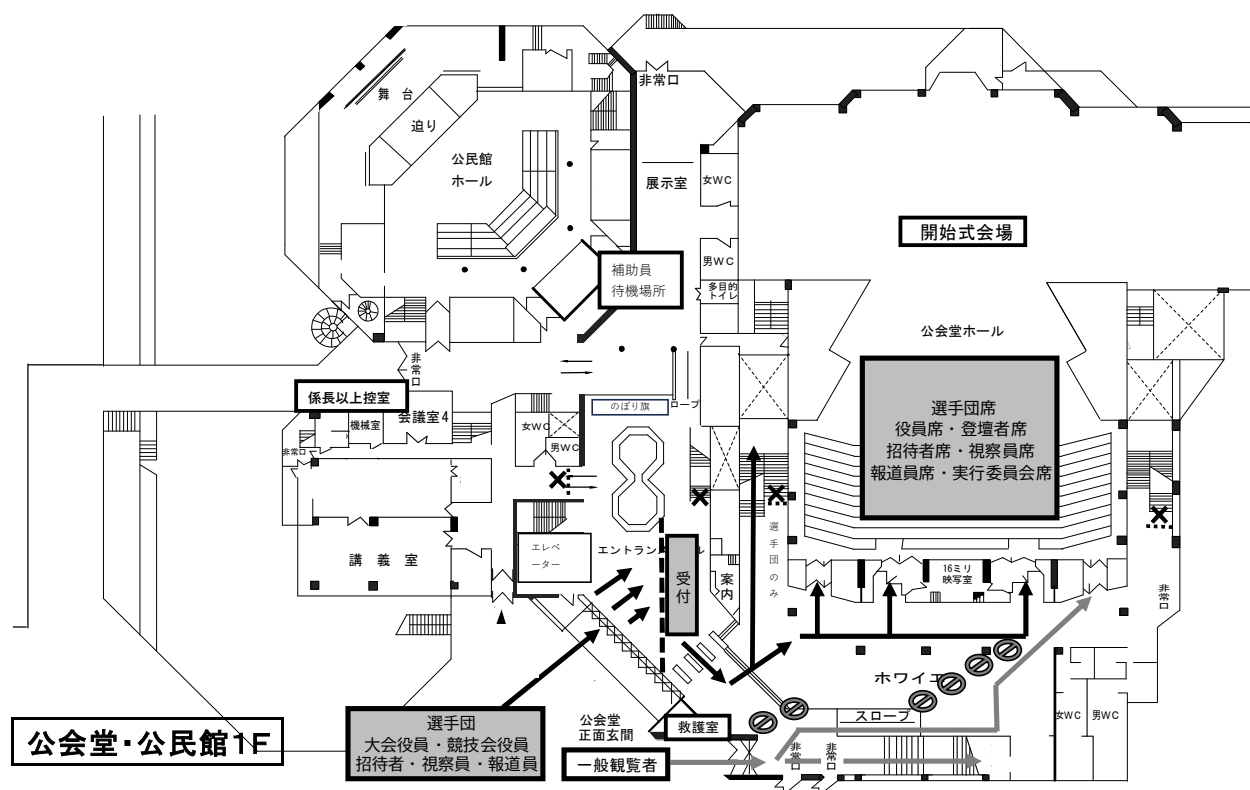 非常口
舞 台
迫り
公民館
ホール
展示室
女WC
開始式会場
男WC
補助員
待機場所
多目的
トイレ
公会堂ホール
非常口
係長以上控室
のぼり旗
ロープ
会議室4
機械室
女WC
男WC
非常口
選手団席
役員席・登壇者席
招待者席・視察員席
報道員席・実行委員会席
講 義 室
エレベ
ーター
受付
案内
選手団のみ
16ミリ
映写室
非常口
ホワイエ
選手団
大会役員・競技会役員
招待者・視察員・報道員
公会堂
正面玄関
救護室
スロープ
女WC
男WC
公会堂・公民館1F
一般観覧者
非常口
非常口